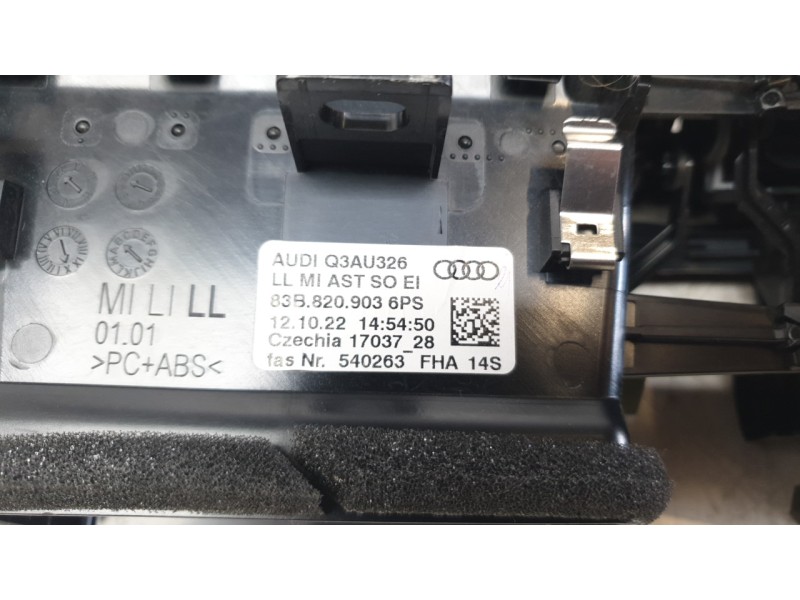 AUDI Q3AU326
LL MI AST SO EI
83B.820.903 6PS
12.10.22 14:54:50
Czechia 17037_28
fas Nr. 540263 FHA 14S
MI LI LL
01.01
>PC+ABS<